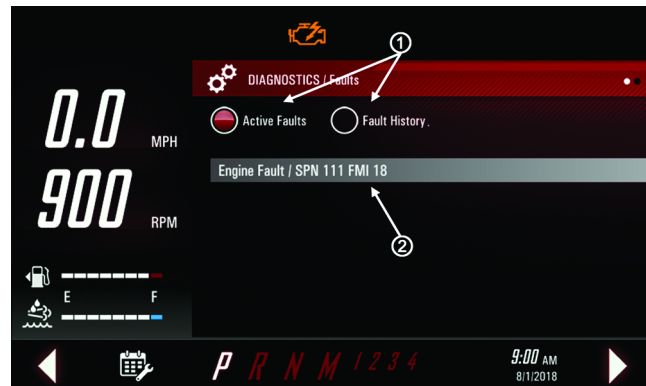 ①
DIAGNOSTICS / Faults
Active Faults
Fault History.
0.0 MPH
Engine Fault / SPN 111 FMI 18
900 RPM
②
E F
P R N M 1 2 3 4
9:00 AM
8/1/2018